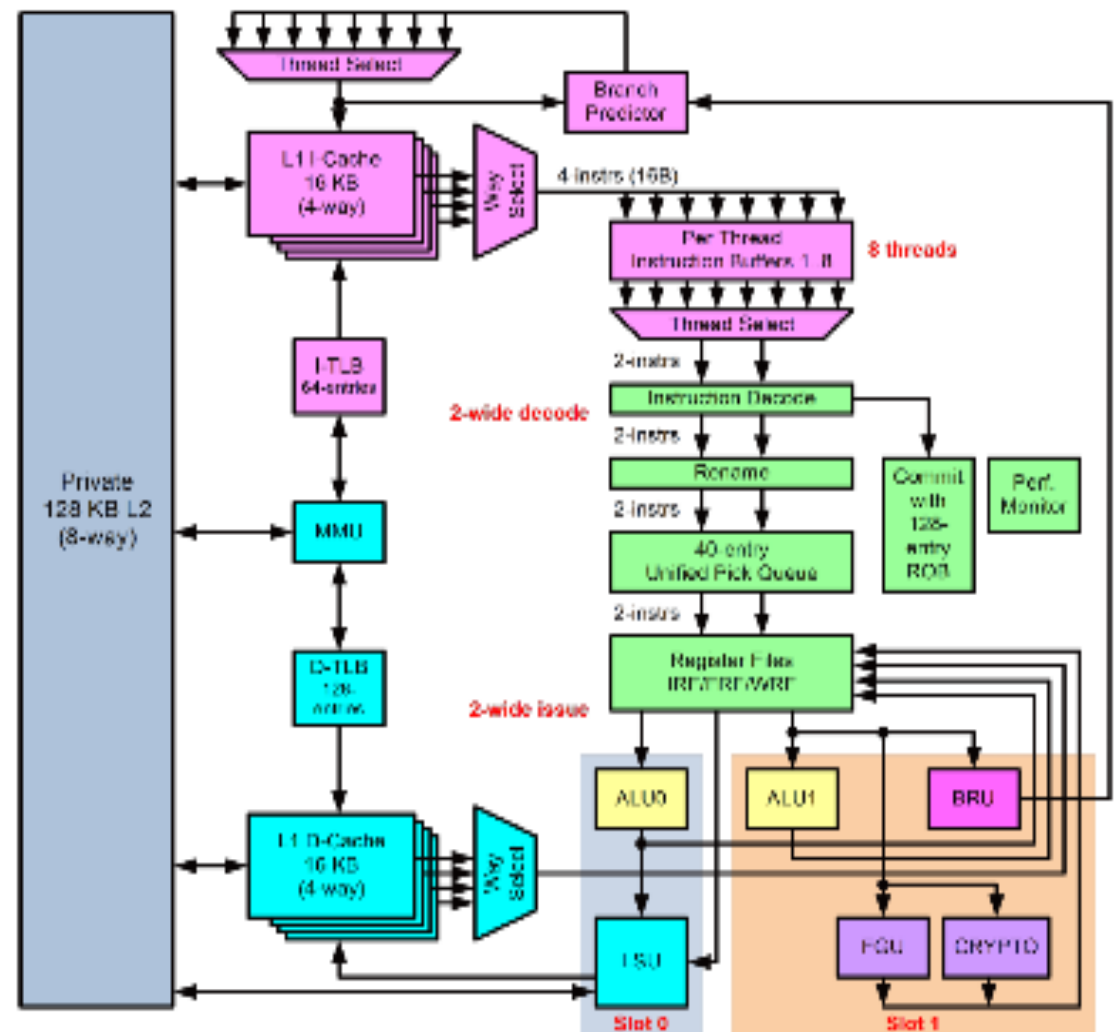 Thread Select
Branch
Predictor
L1 I-Cache
16 KB
(4-way)
Way
Select
4-instrs (16B)
Per Thread
Instruction Buffers 1-8
8 threads
Thread Select
2-instrs
I-TLB
64-entries
Instruction Decode
2-wide decode
2-instrs
Rename
Private
128 KB L2
(8-way)
Commit
with
128-
entry
ROB
Perf.
Monitor
2-instrs
MMU
40-entry
Unified Pick Queue
2-instrs
D-TLB
128-
entries
Register Files
IRF/FRF/WRF
2-wide issue
ALU0
ALU1
BRU
L1 D-Cache
16 KB
(4-way)
Way
Select
LSU
FGU
CRYPTO
Slot 0
Slot 1